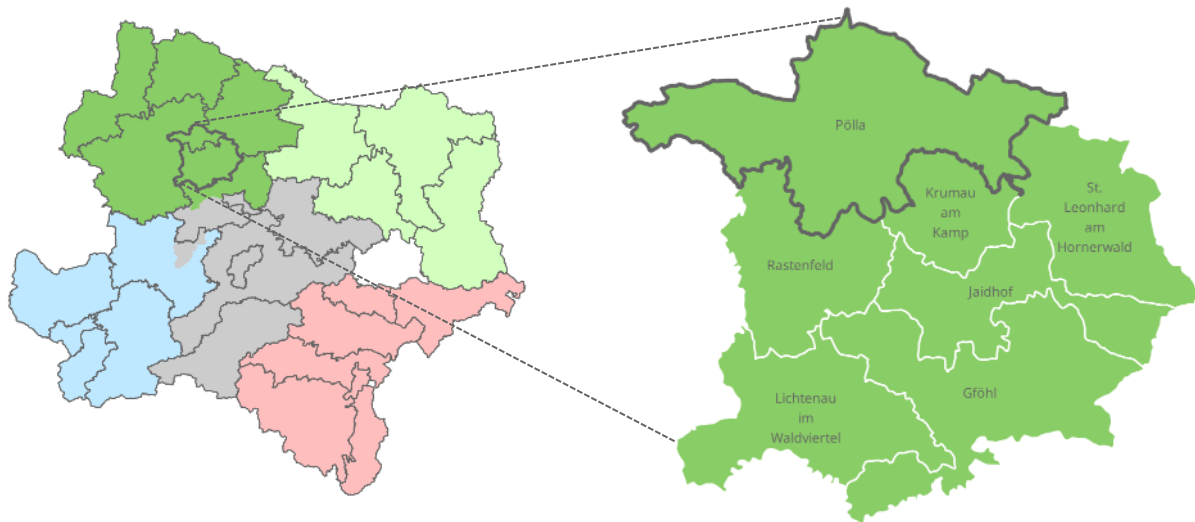 Pölla
Krumau
am
Kamp
St.
Leonhard
am
Hornerwald
Rastenfeld
Jaidhof
Gföhl
Lichtenau
im
Waldviertel